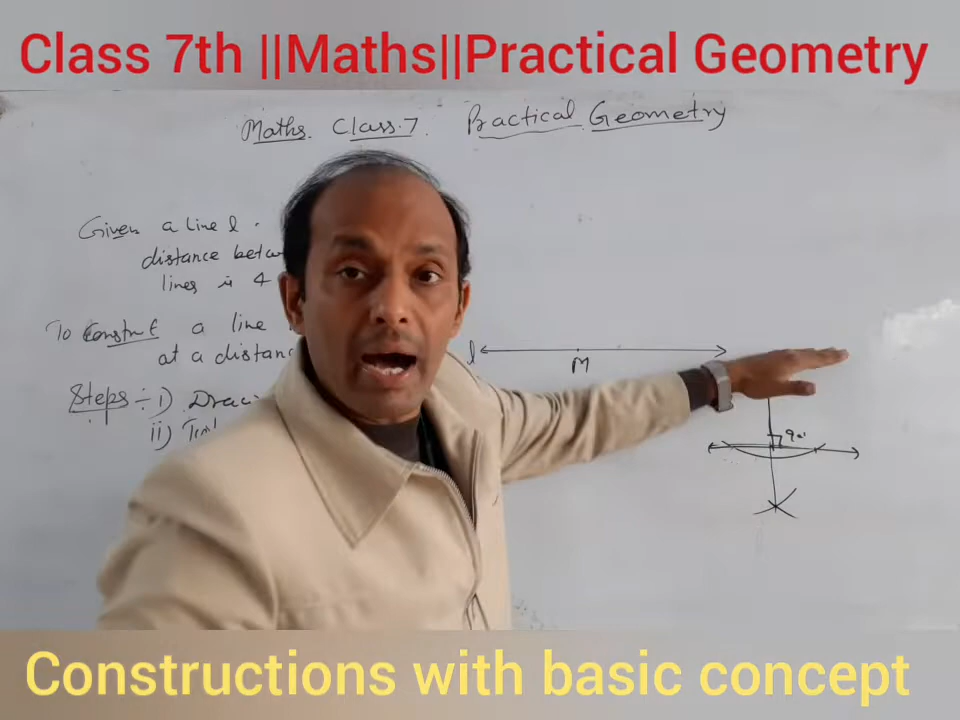 Class 7th ||Maths||Practical Geometry
Maths. Class.7. Practical Geometry
Given a line l.
distance betw
lines is 4
To Construct a line
at a distanc
Steps ÷ i) Draw
ii)
l M
90°
Constructions with basic concept